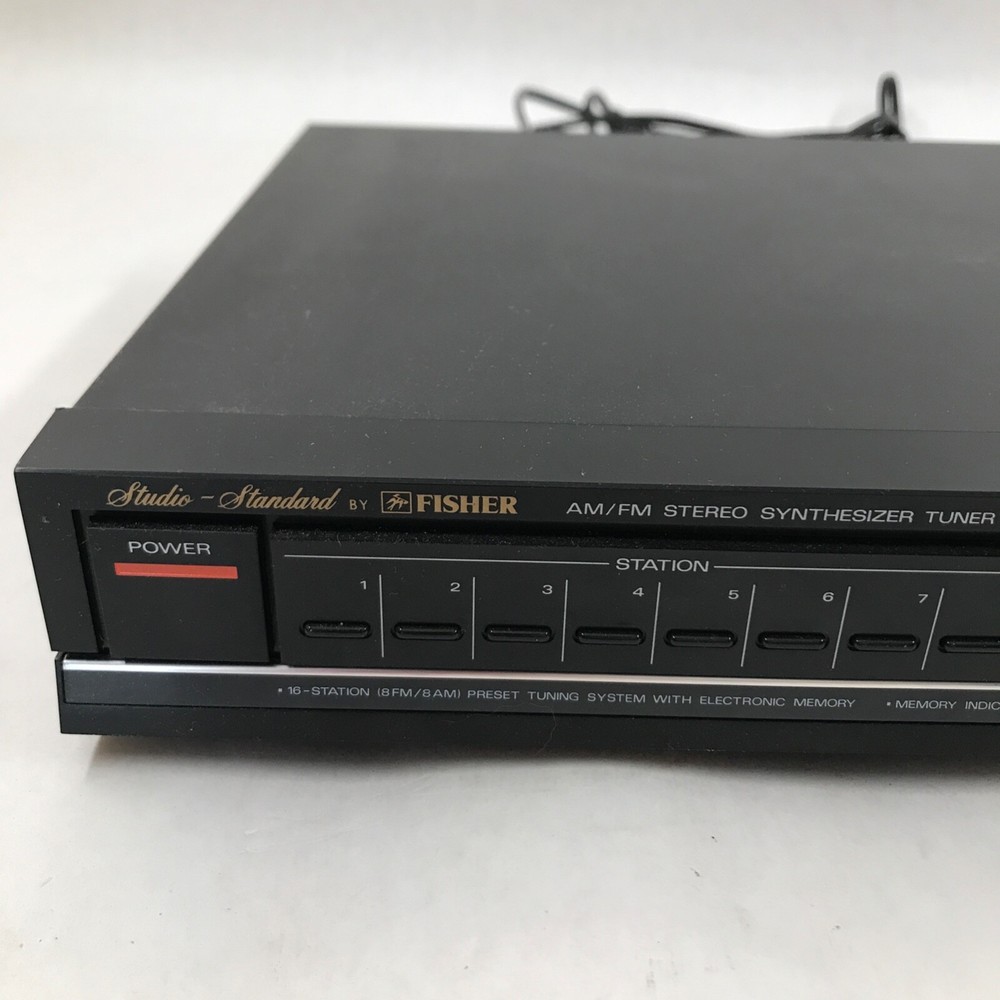 Studio - Standard BY FISHER AM/FM STEREO SYNTHESIZER TUNER
POWER
STATION
1 2 3 4 5 6 7
• 16-STATION (8FM/8AM) PRESET TUNING SYSTEM WITH ELECTRONIC MEMORY • MEMORY INDIC